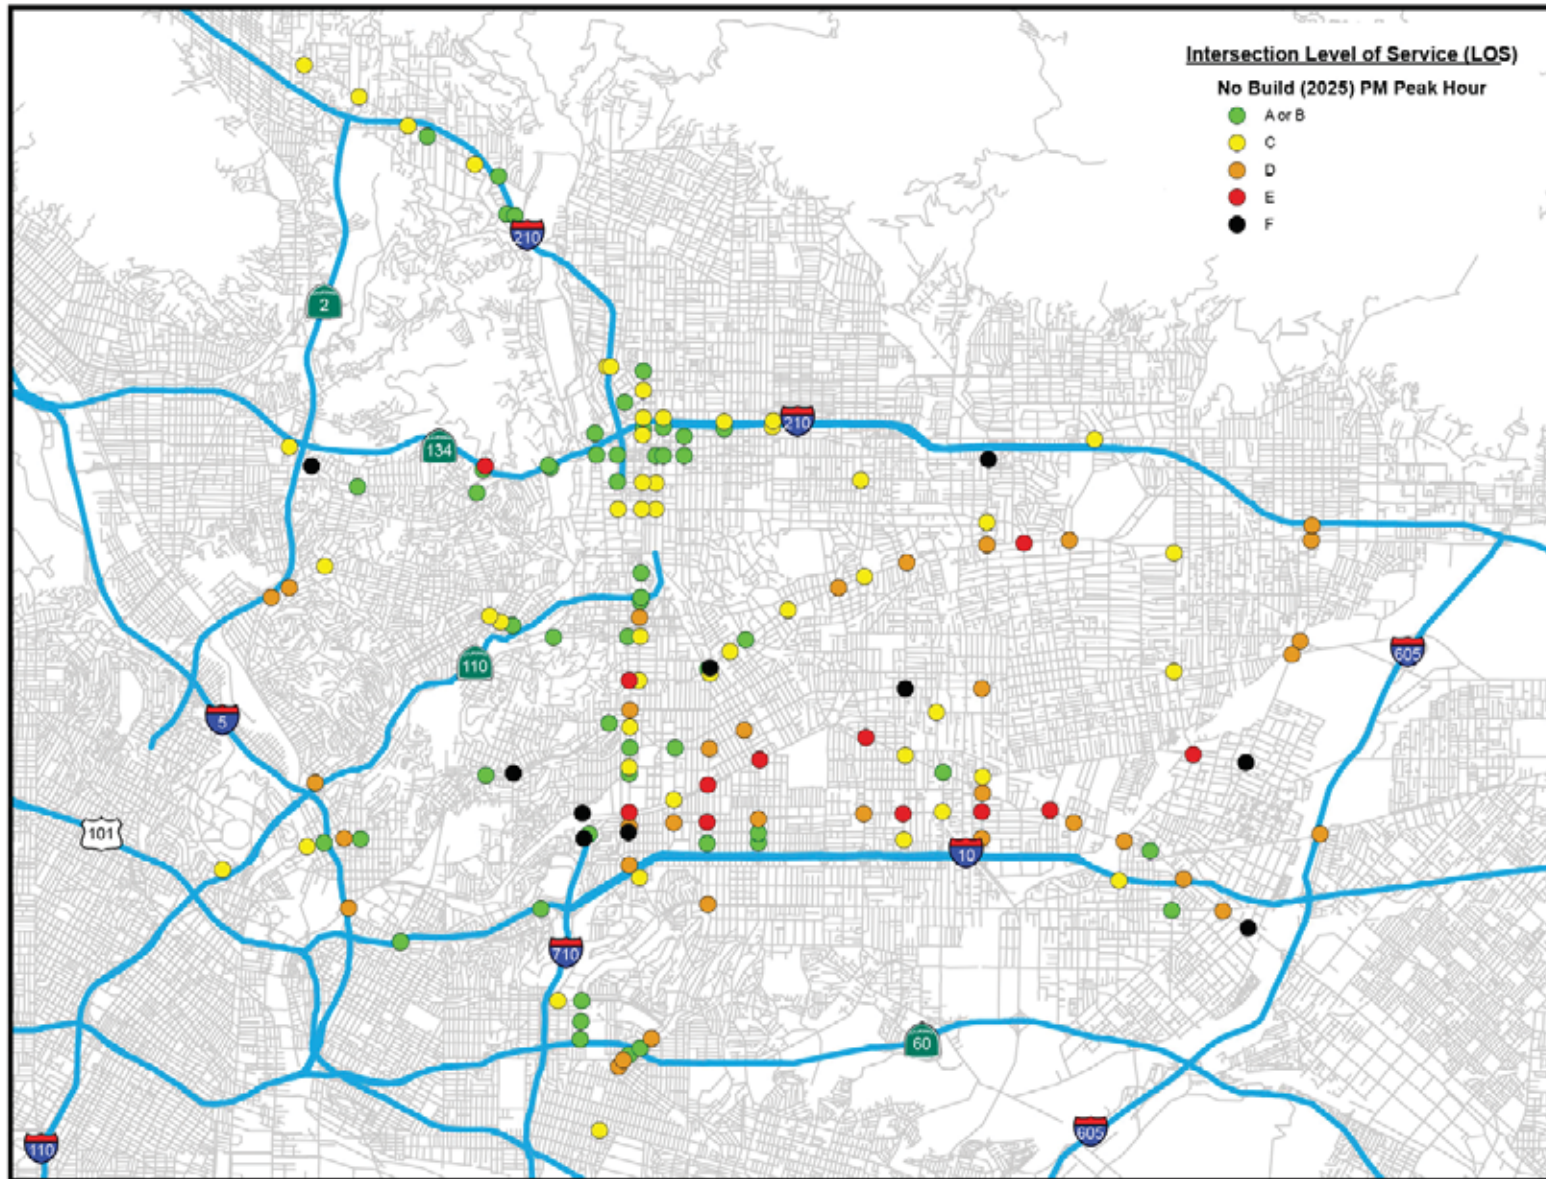 Intersection Level of Service (LOS)
No Build (2025) PM Peak Hour
A or B
C
D
E
F
210
2
210
134
605
110
5
101
10
710
60
605
110